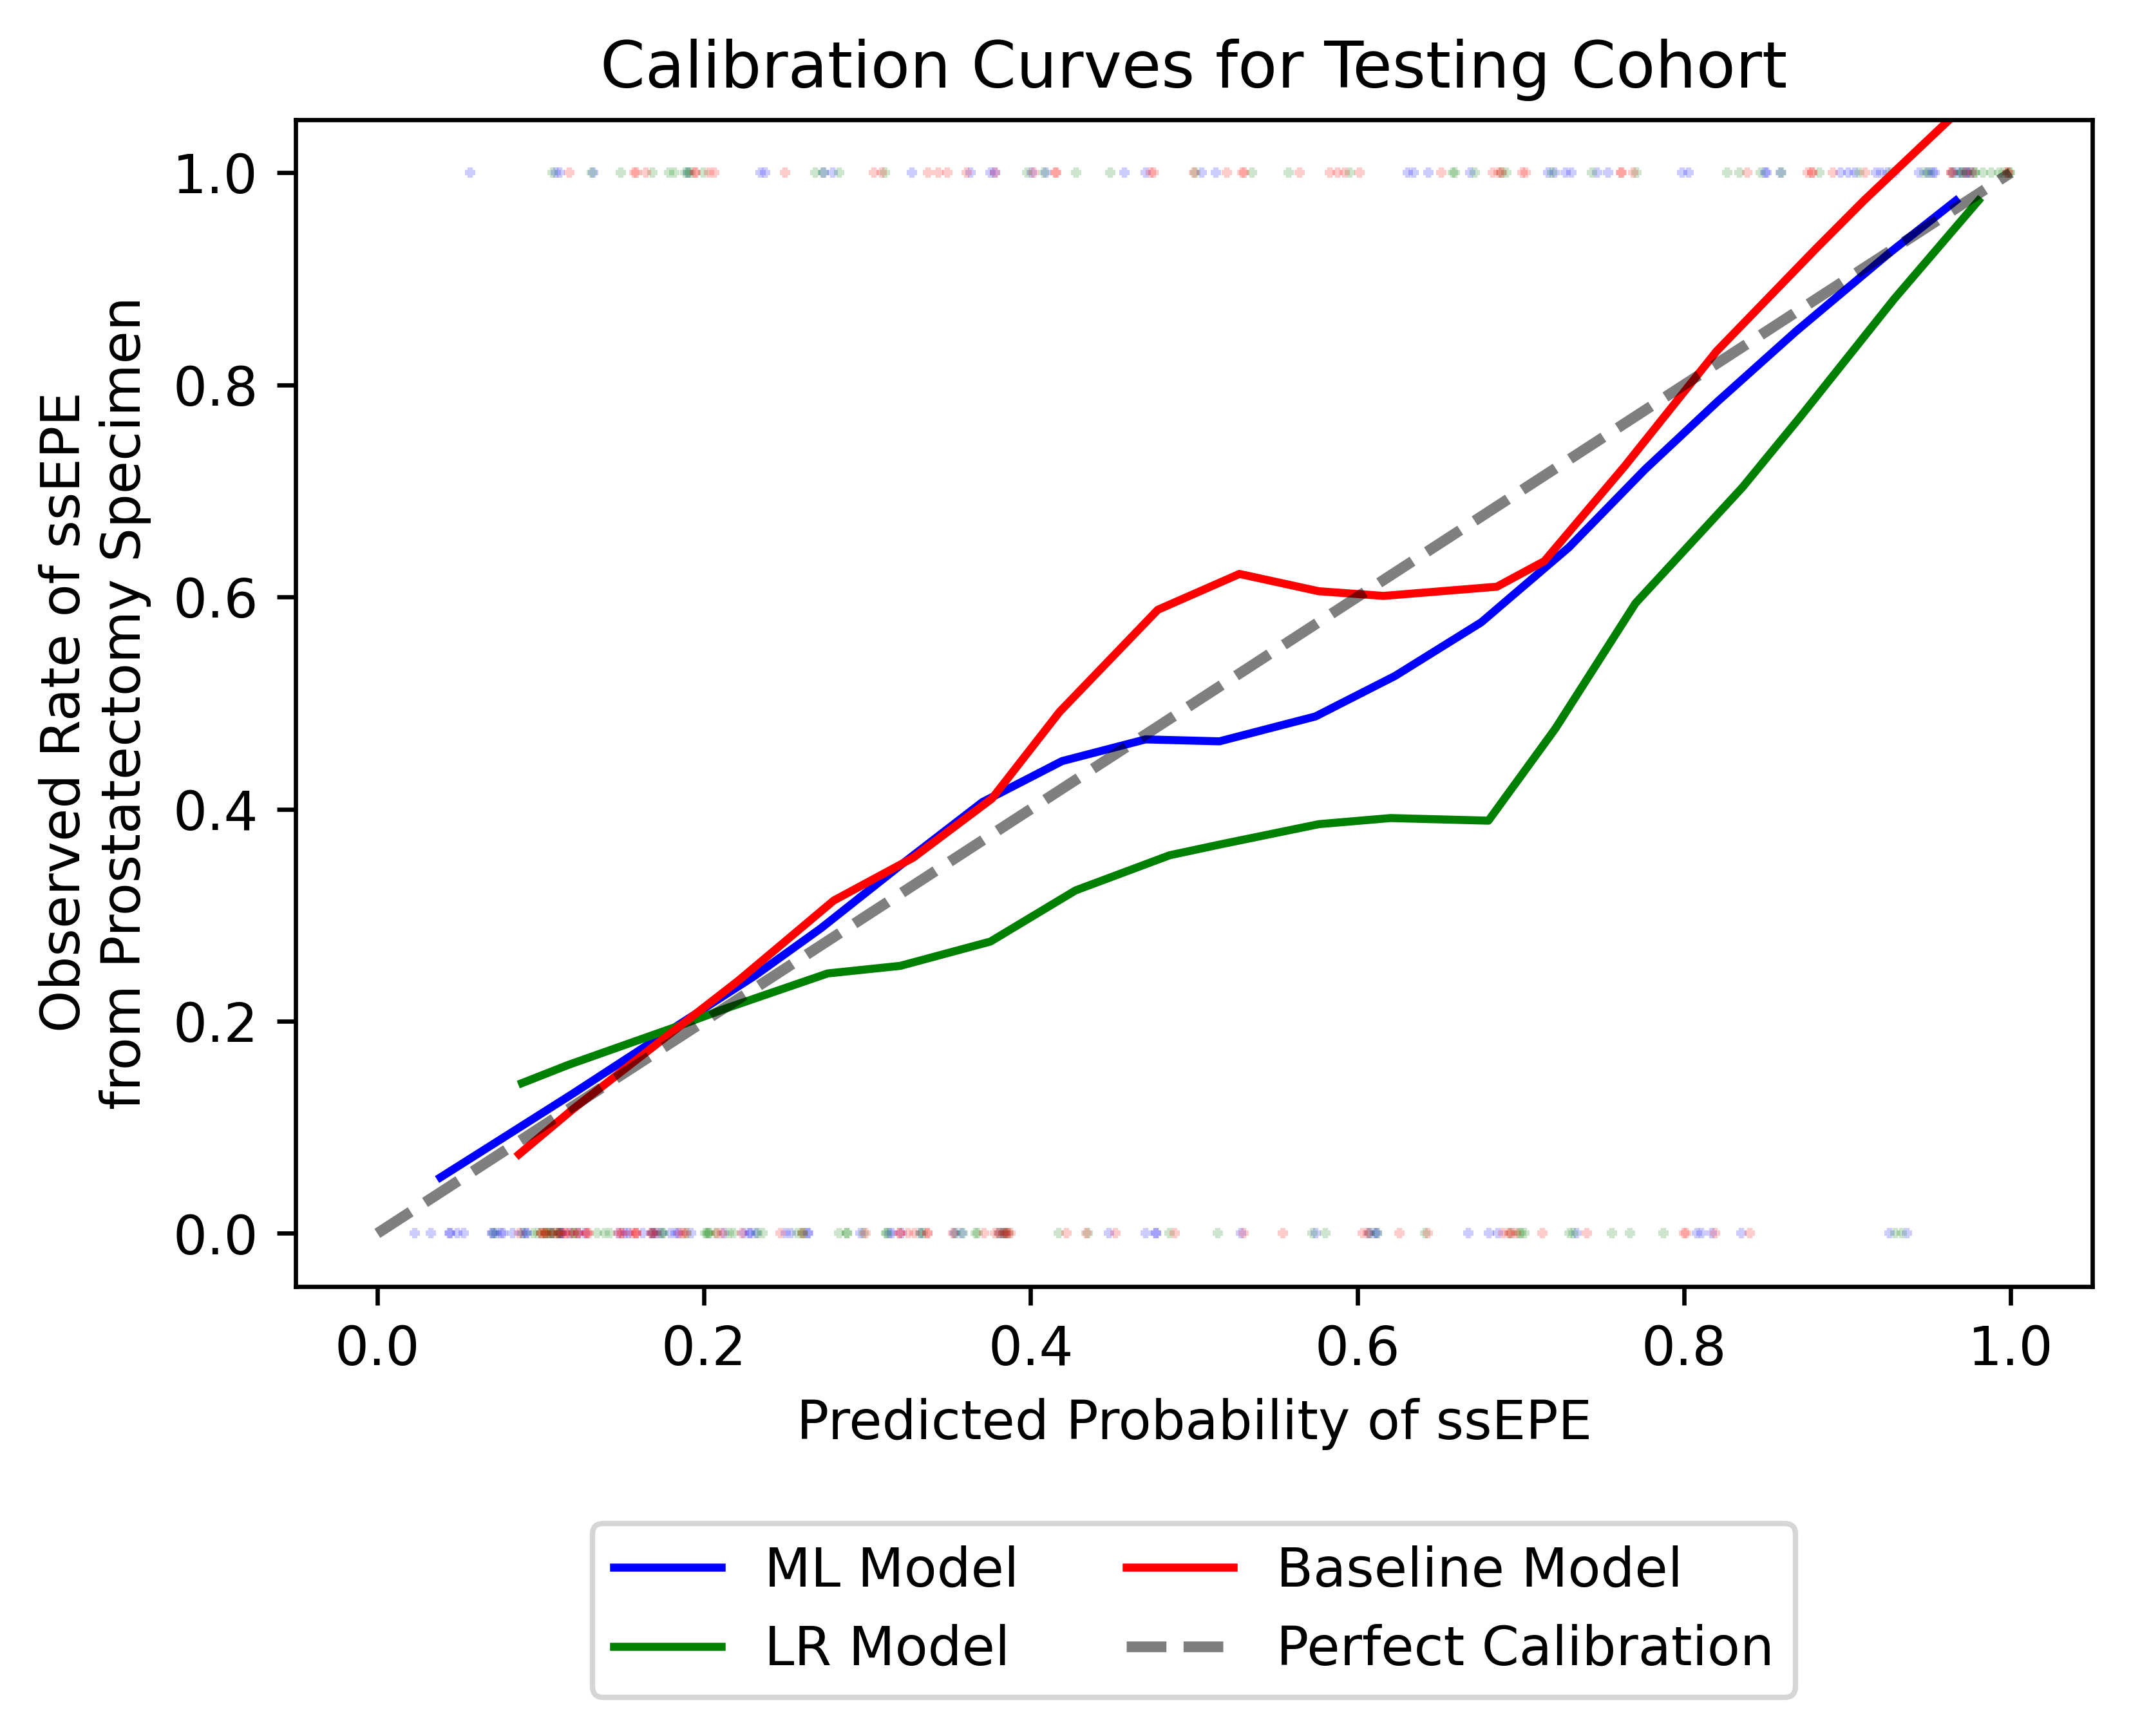 Calibration Curves for Testing Cohort
1.0
0.8
0.6
0.4
0.2
0.0
Observed Rate of ssEPE
from Prostatectomy Specimen
0.0 0.2 0.4 0.6 0.8 1.0
Predicted Probability of ssEPE
ML Model
LR Model
Baseline Model
Perfect Calibration